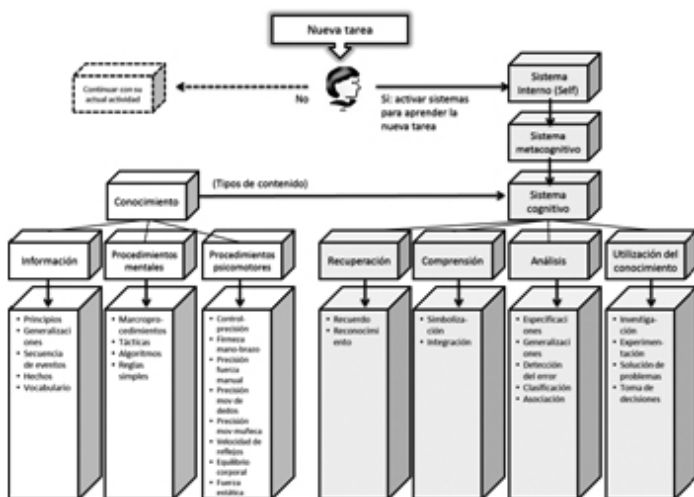 Nueva tarea
Continuar con su
actual actividad
No
Sí: activar sistemas
para aprender la
nueva tarea
Sistema
Interno (Self)
Sistema
metacognitivo
Conocimiento
(Tipos de contenido)
Sistema
cognitivo
Información
Procedimientos
mentales
Procedimientos
psicomotores
Recuperación
Comprensión
Análisis
Utilización del
conocimiento
• Principios
• Generalizaci
ones
• Secuencia
de eventos
• Hechos
• Vocabulario
• Marcropro-
cedimientos
• Tácticas
• Algoritmos
• Reglas
simples
• Control-
precisión
• Firmeza
mano-brazo
• Precisión
fuerza
manual
• Precisión
mov de
dedos
• Precisión
mov muñeca
• Velocidad de
reflejos
• Equilibrio
corporal
• Fuerza
estática
• Recuerdo
• Reconocimi
ento
• Simboliza-
ción
• Integración
• Especificaci
ones
• Generalizaci
ones
• Detección
del error
• Clasificación
• Asociación
• Investiga-
ción
• Experimen-
tación
• Solución de
problemas
• Toma de
decisiones